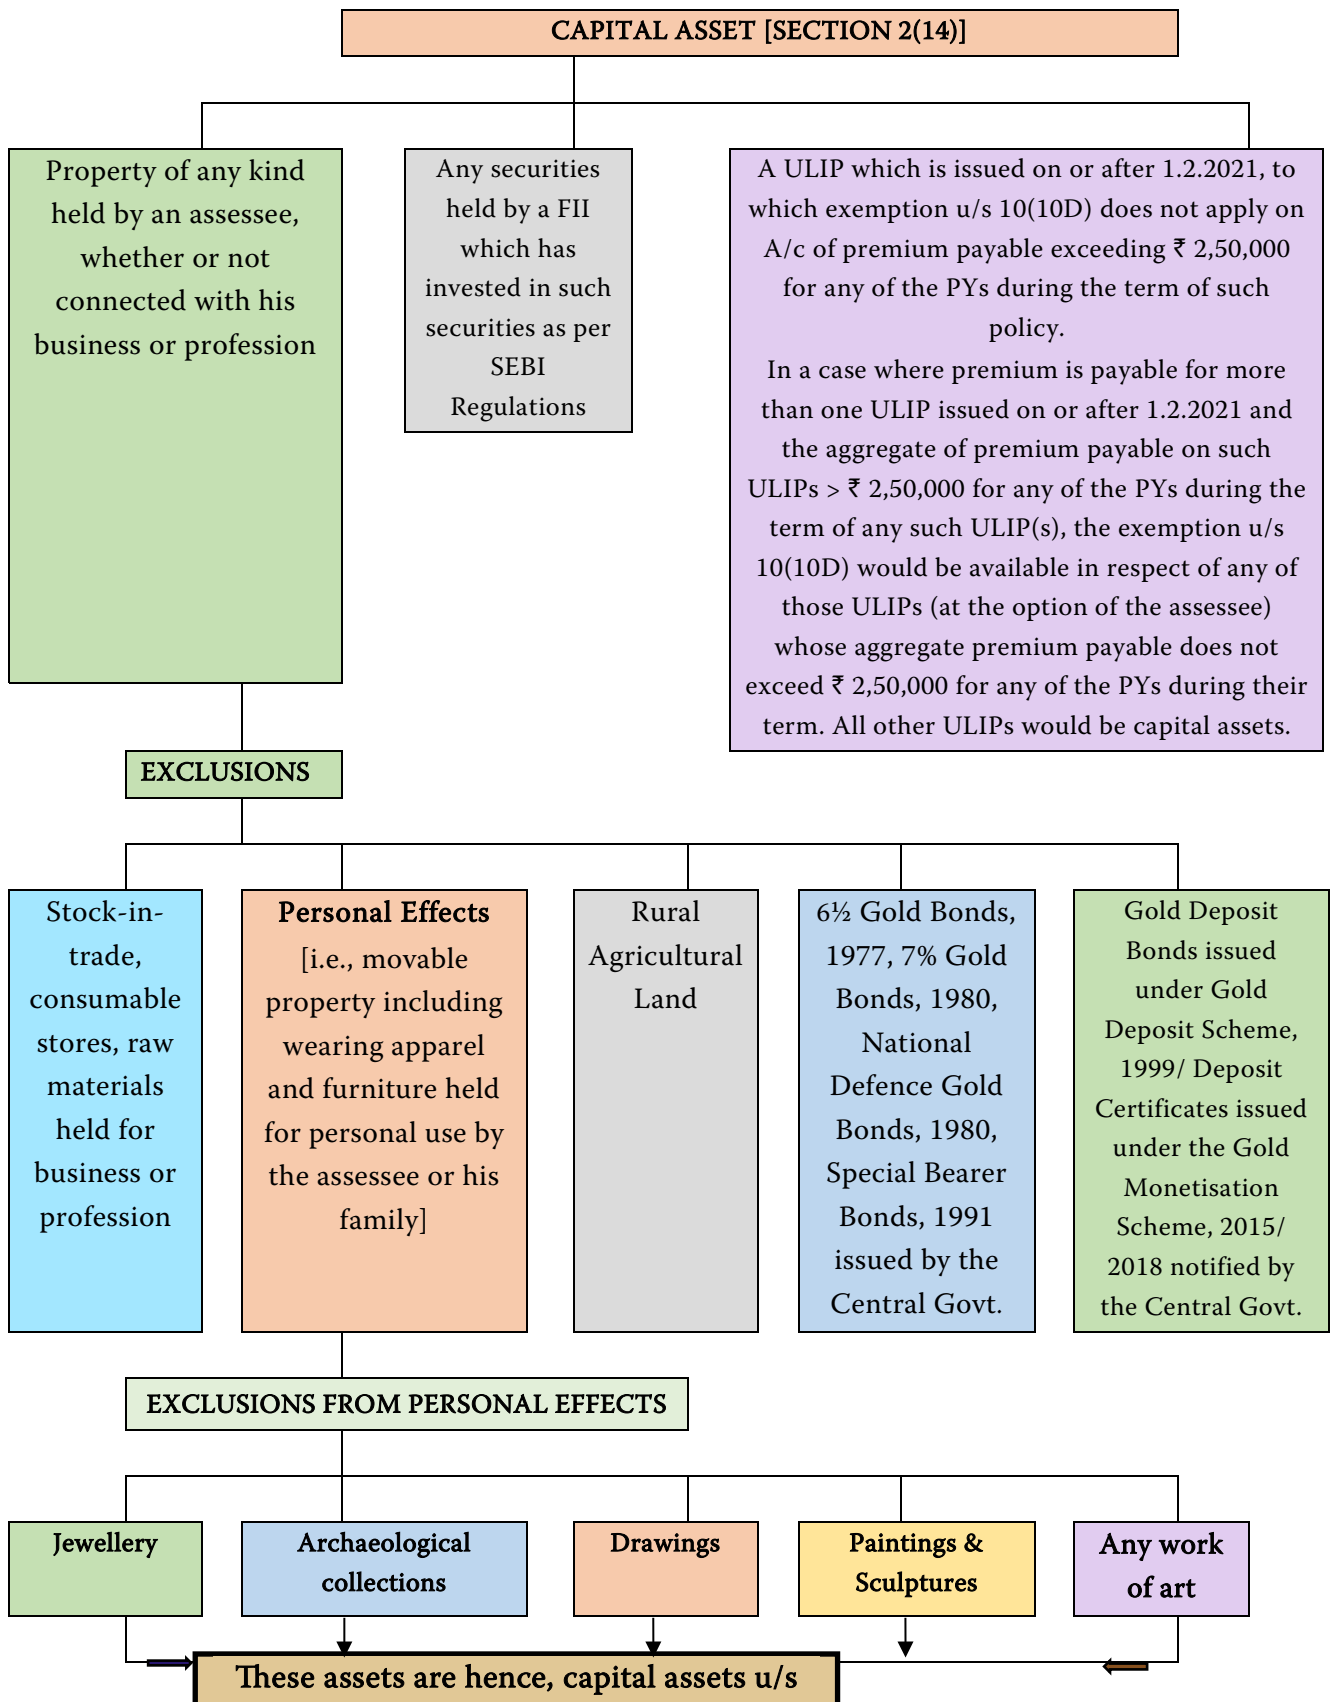 CAPITAL ASSET [SECTION 2(14)]
Property of any kind
held by an assessee,
whether or not
connected with his
business or profession
Any securities
held by a FII
which has
invested in such
securities as per
SEBI
Regulations
A ULIP which is issued on or after 1.2.2021, to
which exemption u/s 10(10D) does not apply on
A/c of premium payable exceeding ₹ 2,50,000
for any of the PYs during the term of such
policy.
In a case where premium is payable for more
than one ULIP issued on or after 1.2.2021 and
the aggregate of premium payable on such
ULIPs > ₹ 2,50,000 for any of the PYs during the
term of any such ULIP(s), the exemption u/s
10(10D) would be available in respect of any of
those ULIPs (at the option of the assessee)
whose aggregate premium payable does not
exceed ₹ 2,50,000 for any of the PYs during their
term. All other ULIPs would be capital assets.
EXCLUSIONS
Stock-in-
trade,
consumable
stores, raw
materials
held for
business or
profession
Personal Effects
[i.e., movable
property including
wearing apparel
and furniture held
for personal use by
the assessee or his
family]
Rural
Agricultural
Land
6½ Gold Bonds,
1977, 7% Gold
Bonds, 1980,
National
Defence Gold
Bonds, 1980,
Special Bearer
Bonds, 1991
issued by the
Central Govt.
Gold Deposit
Bonds issued
under Gold
Deposit Scheme,
1999/ Deposit
Certificates issued
under the Gold
Monetisation
Scheme, 2015/
2018 notified by
the Central Govt.
EXCLUSIONS FROM PERSONAL EFFECTS
Jewellery
Archaeological
collections
Drawings
Paintings &
Sculptures
Any work
of art
These assets are hence, capital assets u/s